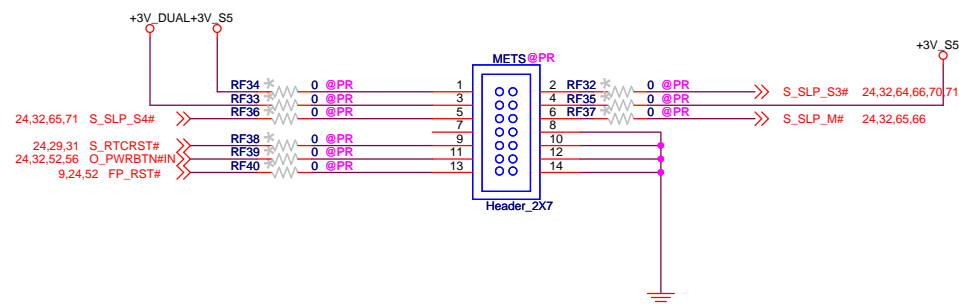 +3V_DUAL +3V_S5
+3V_S5
METS @PR
RF34 * 0 @PR 1 2 RF32 * 0 @PR S_SLP_S3# 24,32,64,66,70,71
RF33 * 0 @PR 3 4 RF35 * 0 @PR
24,32,65,71 S_SLP_S4# RF36 * 0 @PR 5 6 RF37 * 0 @PR S_SLP_M# 24,32,65,66
7 8
24,29,31 S_RTCRST# RF38 * 0 @PR 9 10
24,32,52,56 O_PWRBTN#IN RF39 * 0 @PR 11 12
9,24,52 FP_RST# RF40 * 0 @PR 13 14
Header_2X7